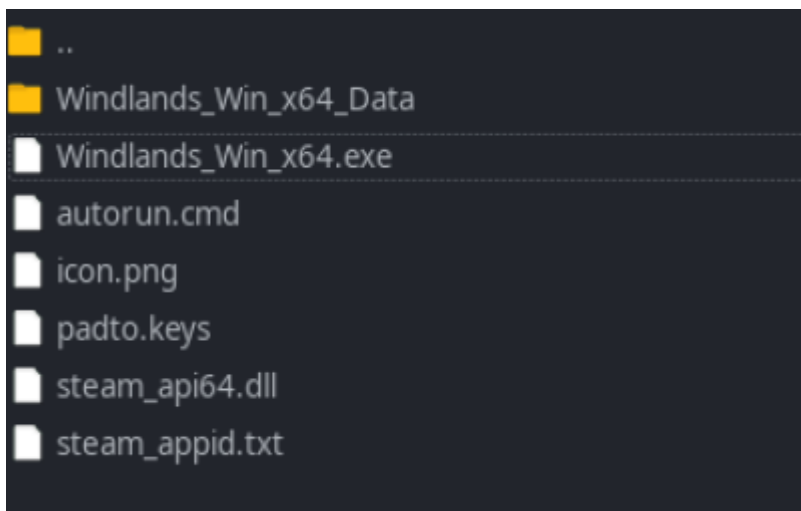 ..
Windlands_Win_x64_Data
Windlands_Win_x64.exe
autorun.cmd
icon.png
padto.keys
steam_api64.dll
steam_appid.txt